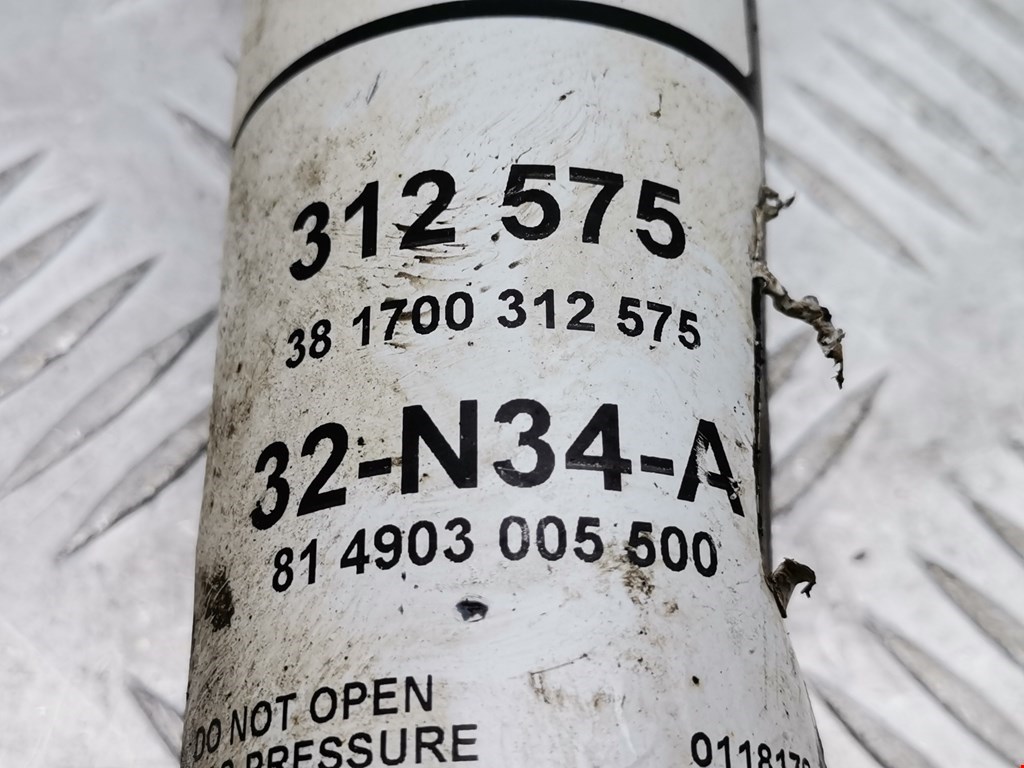 312 575
38 1700 312 575
32-N34-A
81 4903 005 500
DO NOT OPEN
PRESSURE